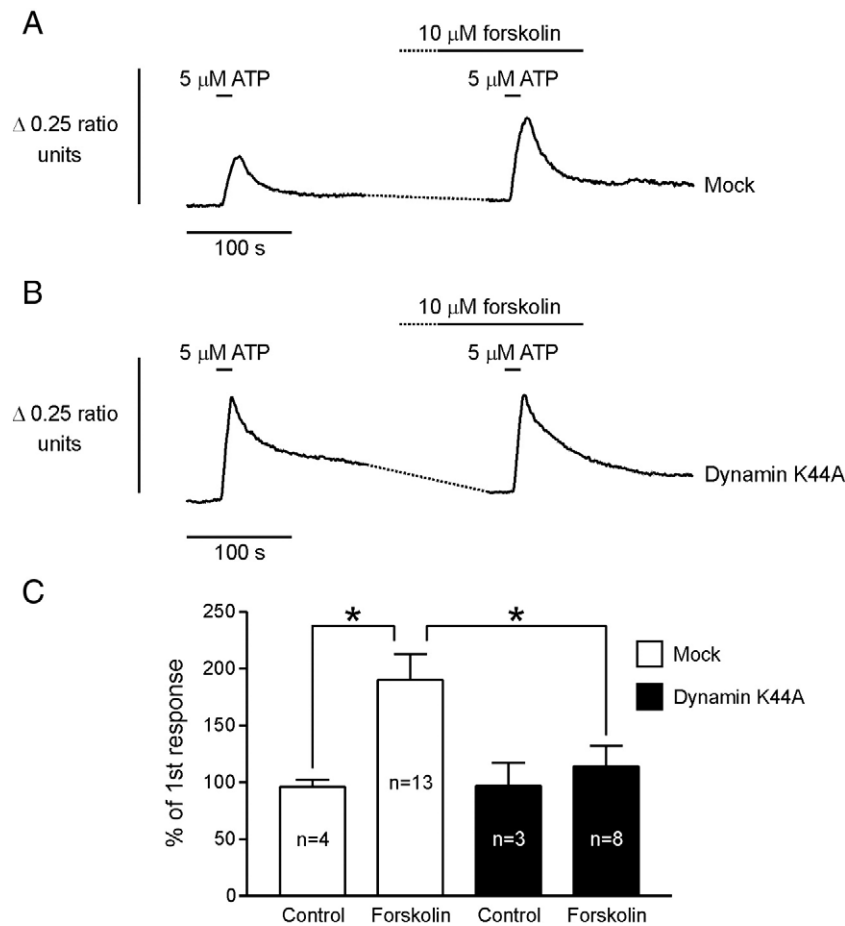 A
10 μM forskolin
5 μM ATP 5 μM ATP
Δ 0.25 ratio
units
Mock
100 s
B
10 μM forskolin
5 μM ATP 5 μM ATP
Δ 0.25 ratio
units
Dynamin K44A
100 s
C
% of 1st response
250
200
150
100
50
0
* *
Mock
Dynamin K44A
n=4 n=13 n=3 n=8
Control Forskolin Control Forskolin